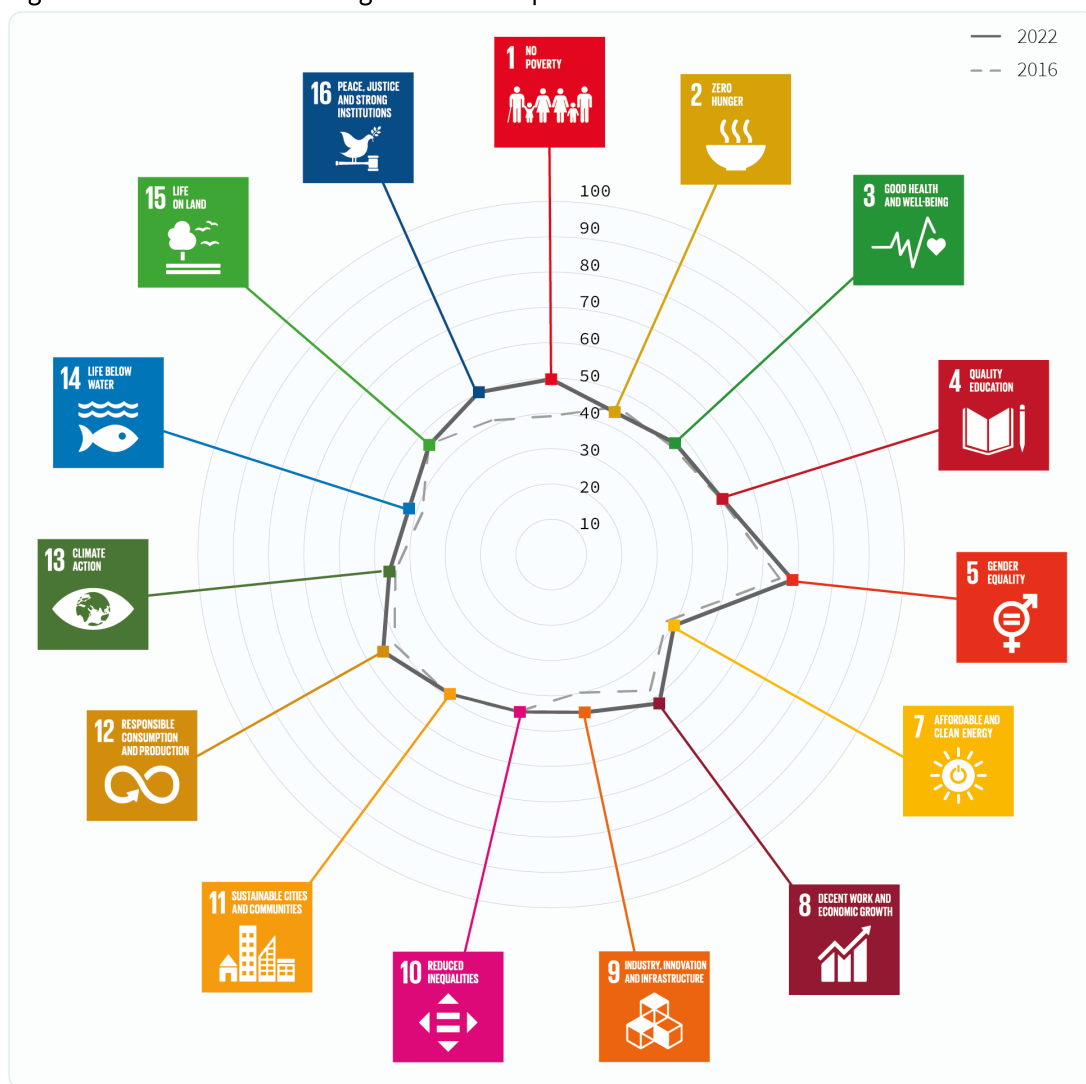 2022
2016
1 NO
POVERTY
2 ZERO
HUNGER
3 GOOD HEALTH
AND WELL-BEING
4 QUALITY
EDUCATION
5 GENDER
EQUALITY
7 AFFORDABLE AND
CLEAN ENERGY
8 DECENT WORK AND
ECONOMIC GROWTH
9 INDUSTRY, INNOVATION
AND INFRASTRUCTURE
10 REDUCED
INEQUALITIES
11 SUSTAINABLE CITIES
AND COMMUNITIES
12 RESPONSIBLE
CONSUMPTION
AND PRODUCTION
13 CLIMATE
ACTION
14 LIFE BELOW
WATER
15 LIFE
ON LAND
16 PEACE, JUSTICE
AND STRONG
INSTITUTIONS
100
90
80
70
60
50
40
30
20
10